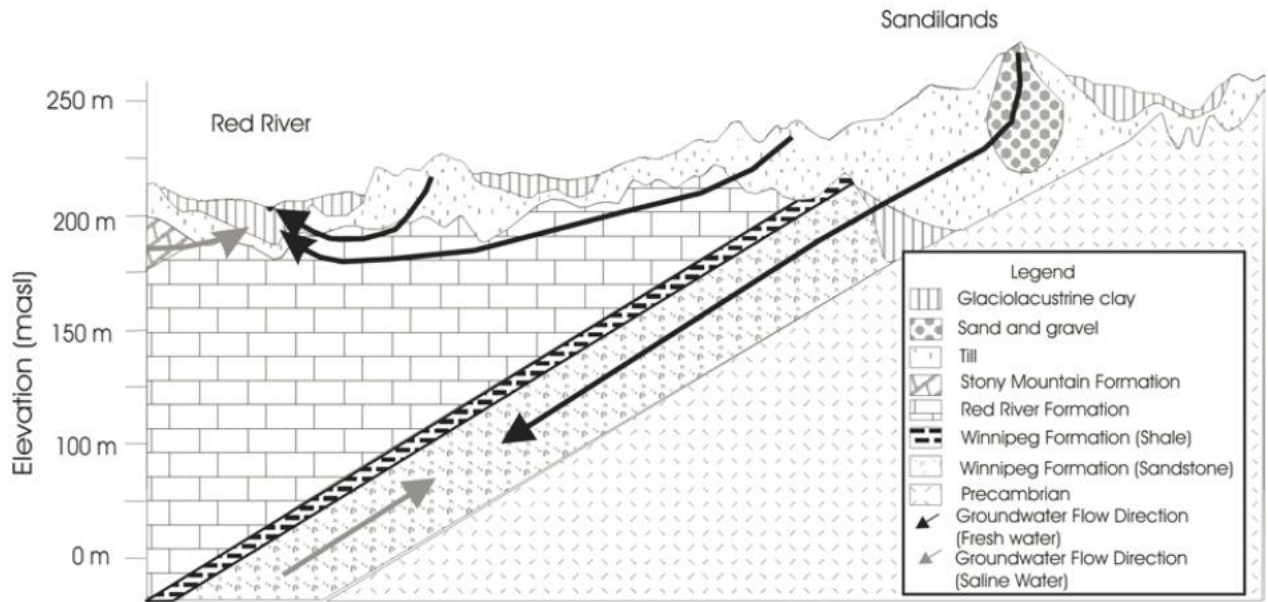 Sandilands
250 m
Red River
200 m
150 m
100 m
0 m
Elevation (masl)
Legend
Glaciolacustrine clay
Sand and gravel
Till
Stony Mountain Formation
Red River Formation
Winnipeg Formation (Shale)
Winnipeg Formation (Sandstone)
Precambrian
Groundwater Flow Direction
(Fresh water)
Groundwater Flow Direction
(Saline Water)